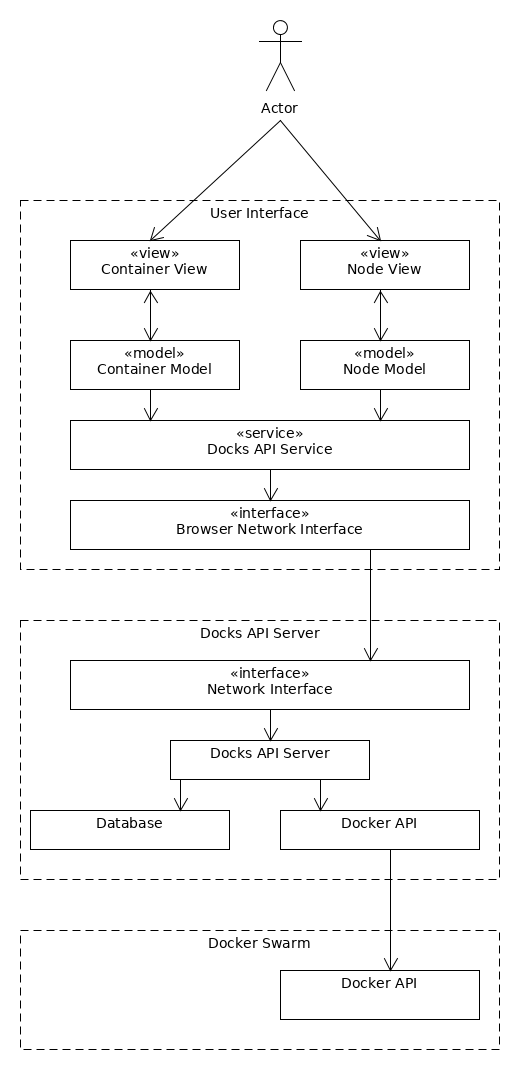 Actor
User Interface
«view»
Container View
«view»
Node View
«model»
Container Model
«model»
Node Model
«service»
Docks API Service
«interface»
Browser Network Interface
Docks API Server
«interface»
Network Interface
Docks API Server
Database
Docker API
Docker Swarm
Docker API